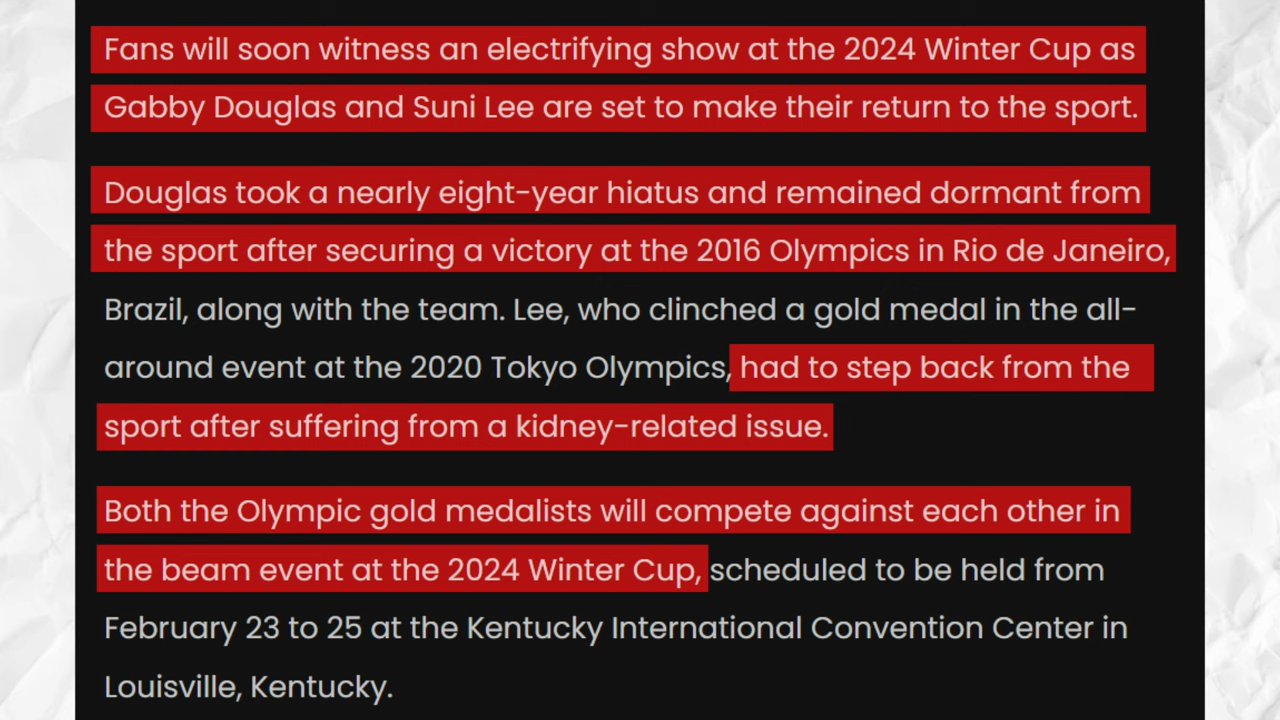 Fans will soon witness an electrifying show at the 2024 Winter Cup as
Gabby Douglas and Suni Lee are set to make their return to the sport.
Douglas took a nearly eight-year hiatus and remained dormant from
the sport after securing a victory at the 2016 Olympics in Rio de Janeiro,
Brazil, along with the team. Lee, who clinched a gold medal in the all-
around event at the 2020 Tokyo Olympics, had to step back from the
sport after suffering from a kidney-related issue.
Both the Olympic gold medalists will compete against each other in
the beam event at the 2024 Winter Cup, scheduled to be held from
February 23 to 25 at the Kentucky International Convention Center in
Louisville, Kentucky.